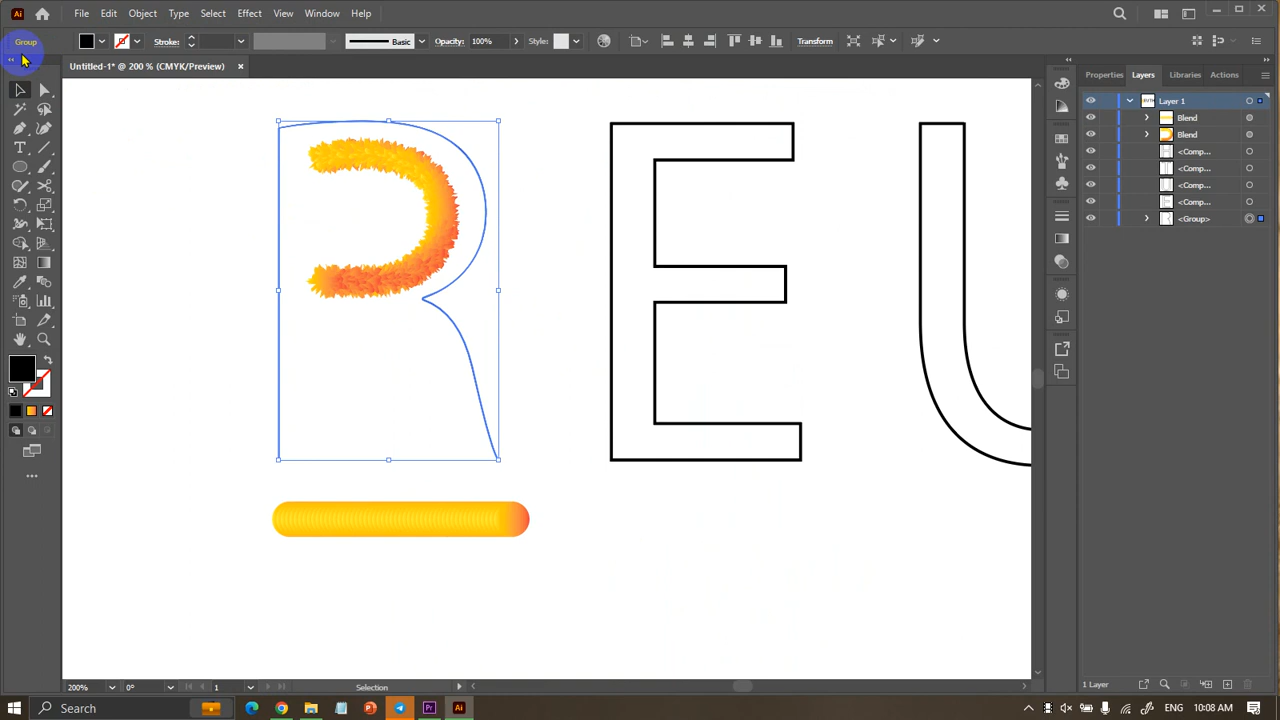 Ai File Edit Object Type Select Effect View Window Help
Group Stroke: Basic Opacity: 100% Style: Transform
Untitled-1* @ 200 % (CMYK/Preview)
Properties Layers Libraries Actions
Layer 1
Blend
Blend
<Comp...
<Comp...
<Comp...
<Comp...
<Group>
R E U
200% 0° 1 Selection
1 Layer
Search ENG 10:08 AM